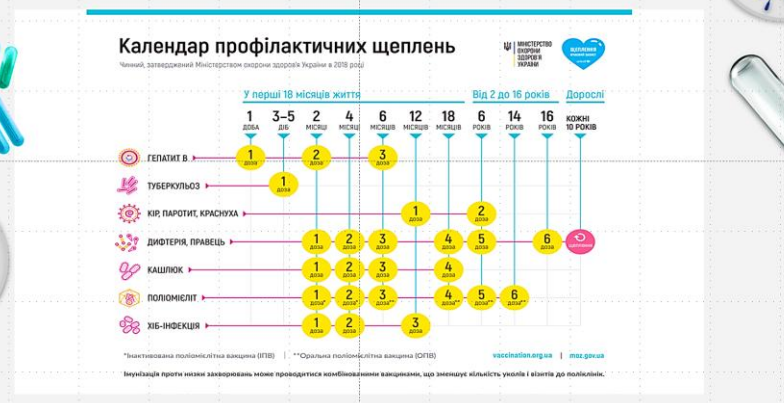 Календар профілактичних щеплень
Чинний, затверджений Міністерством охорони здоров'я України в 2018 році
МІНІСТЕРСТВО
ОХОРОНИ
ЗДОРОВ'Я
УКРАЇНИ
ЩЕПЛЕННЯ
У перші 18 місяців життя
Від 2 до 16 років
Дорослі
1 ДОБА
3–5 ДІБ
2 МІСЯЦІ
4 МІСЯЦІ
6 МІСЯЦІВ
12 МІСЯЦІВ
18 МІСЯЦІВ
6 РОКІВ
14 РОКІВ
16 РОКІВ
КОЖНІ 10 РОКІВ
ГЕПАТИТ В 1 доза 2 доза 3 доза
ТУБЕРКУЛЬОЗ 1 доза
КІР, ПАРОТИТ, КРАСНУХА 1 доза 2 доза
ДИФТЕРІЯ, ПРАВЕЦЬ 1 доза 2 доза 3 доза 4 доза 5 доза 6 доза щеплення
КАШЛЮК 1 доза 2 доза 3 доза 4 доза
ПОЛІОМІЄЛІТ 1 доза* 2 доза* 3 доза** 4 доза** 5 доза** 6 доза**
ХІБ-ІНФЕКЦІЯ 1 доза 2 доза 3 доза
*Інактивована поліомієлітна вакцина (ІПВ) | **Оральна поліомієлітна вакцина (ОПВ)
vaccination.org.ua | moz.gov.ua
Імунізація проти низки захворювань може проводитися комбінованими вакцинами, що зменшує кількість уколів і візитів до поліклінік.